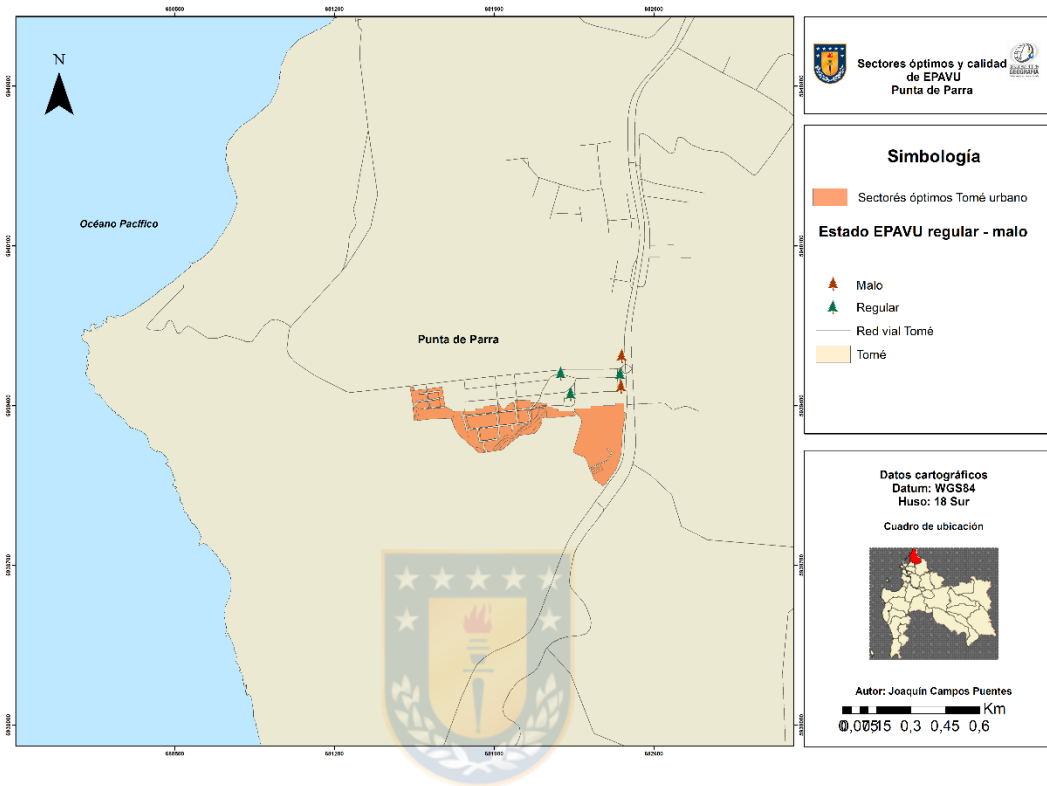 N
Océano Pacífico
Punta de Parra
Sectores óptimos y calidad
de EPAVU
Punta de Parra
GEOGRAFIA
Simbología
Sectorés óptimos Tomé urbano
Estado EPAVU regular - malo
Malo
Regular
Red vial Tomé
Tomé
Datos cartográficos
Datum: WGS84
Huso: 18 Sur
Cuadro de ubicación
Autor: Joaquín Campos Puentes
Km
0,3 0,45 0,6